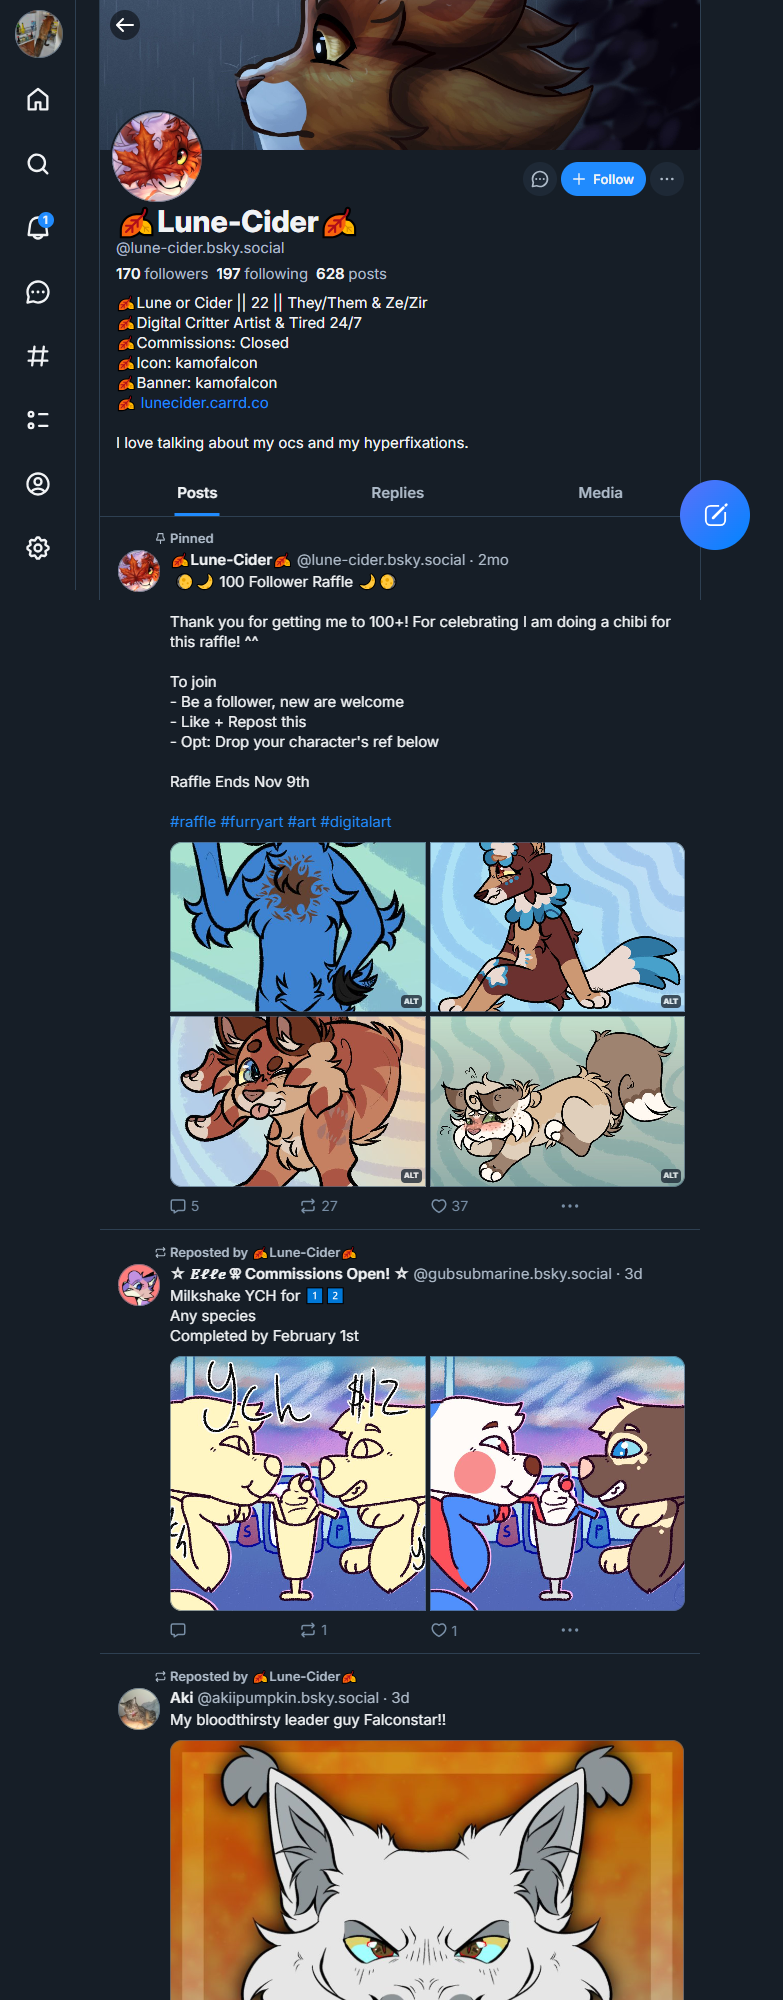 1
+ Follow
🍂Lune-Cider🍂
@lune-cider.bsky.social
170 followers 197 following 628 posts
🍂Lune or Cider || 22 || They/Them & Ze/Zir
🍂Digital Critter Artist & Tired 24/7
🍂Commissions: Closed
🍂Icon: kamofalcon
🍂Banner: kamofalcon
🍂 lunecider.carrd.co
I love talking about my ocs and my hyperfixations.
Posts Replies Media
Pinned
🍂Lune-Cider🍂 @lune-cider.bsky.social · 2mo
🌕🌙 100 Follower Raffle 🌙🌕
Thank you for getting me to 100+! For celebrating I am doing a chibi for
this raffle! ^^
To join
- Be a follower, new are welcome
- Like + Repost this
- Opt: Drop your character's ref below
Raffle Ends Nov 9th
#raffle #furryart #art #digitalart
ALT ALT
ALT ALT
5 27 37
Reposted by 🍂Lune-Cider🍂
☆ 𝑬𝒍𝒍𝒆 🎡 Commissions Open! ☆ @gubsubmarine.bsky.social · 3d
Milkshake YCH for 1️⃣ 2️⃣
Any species
Completed by February 1st
Ych $12
S P S P
1 1
Reposted by 🍂Lune-Cider🍂
Aki @akiipumpkin.bsky.social · 3d
My bloodthirsty leader guy Falconstar!!